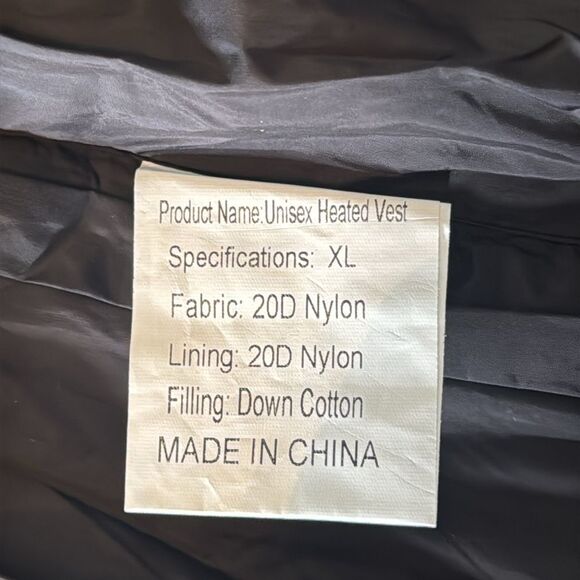 Product Name:Unisex Heated Vest
Specifications: XL
Fabric: 20D Nylon
Lining: 20D Nylon
Filling: Down Cotton
MADE IN CHINA